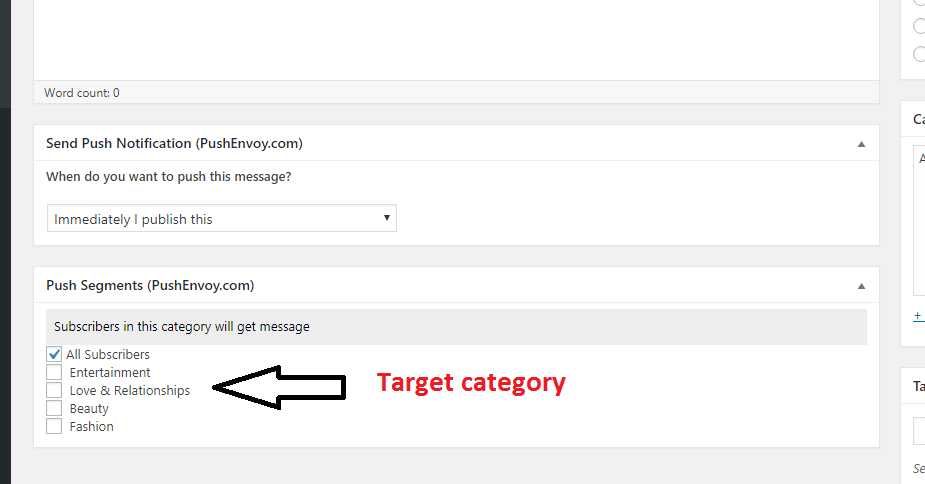 Word count: 0
Send Push Notification (PushEnvoy.com)
When do you want to push this message?
Immediately I publish this
Push Segments (PushEnvoy.com)
Subscribers in this category will get message
All Subscribers
Entertainment
Love & Relationships
Beauty
Fashion
Target category
Ca
A
+
Ta
Se